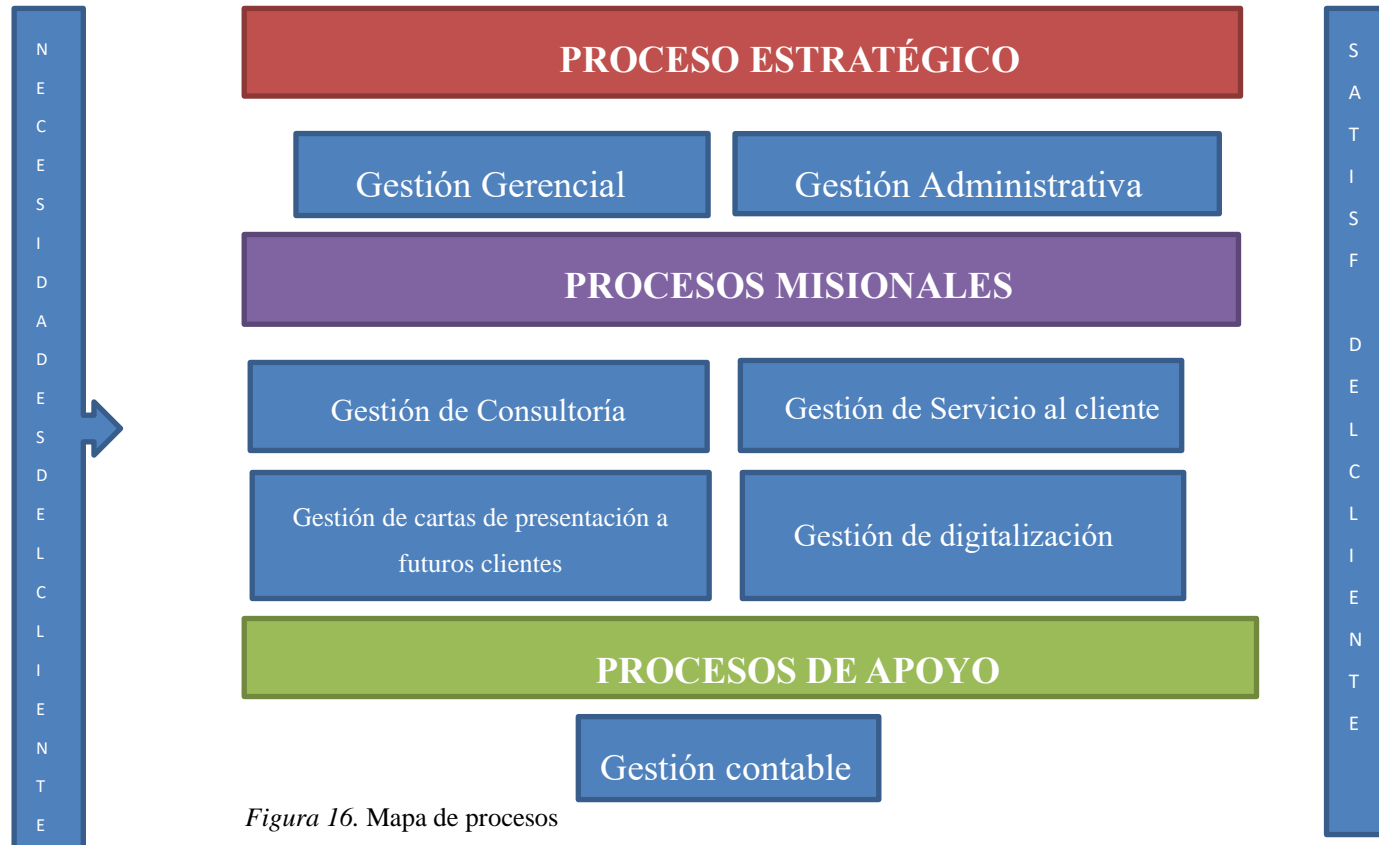 NECESIDADES DEL CLIENTE
PROCESO ESTRATÉGICO
Gestión Gerencial
Gestión Administrativa
PROCESOS MISIONALES
Gestión de Consultoría
Gestión de Servicio al cliente
Gestión de cartas de presentación a
futuros clientes
Gestión de digitalización
PROCESOS DE APOYO
Gestión contable
Figura 16. Mapa de procesos
SATISF DELCLIENTE